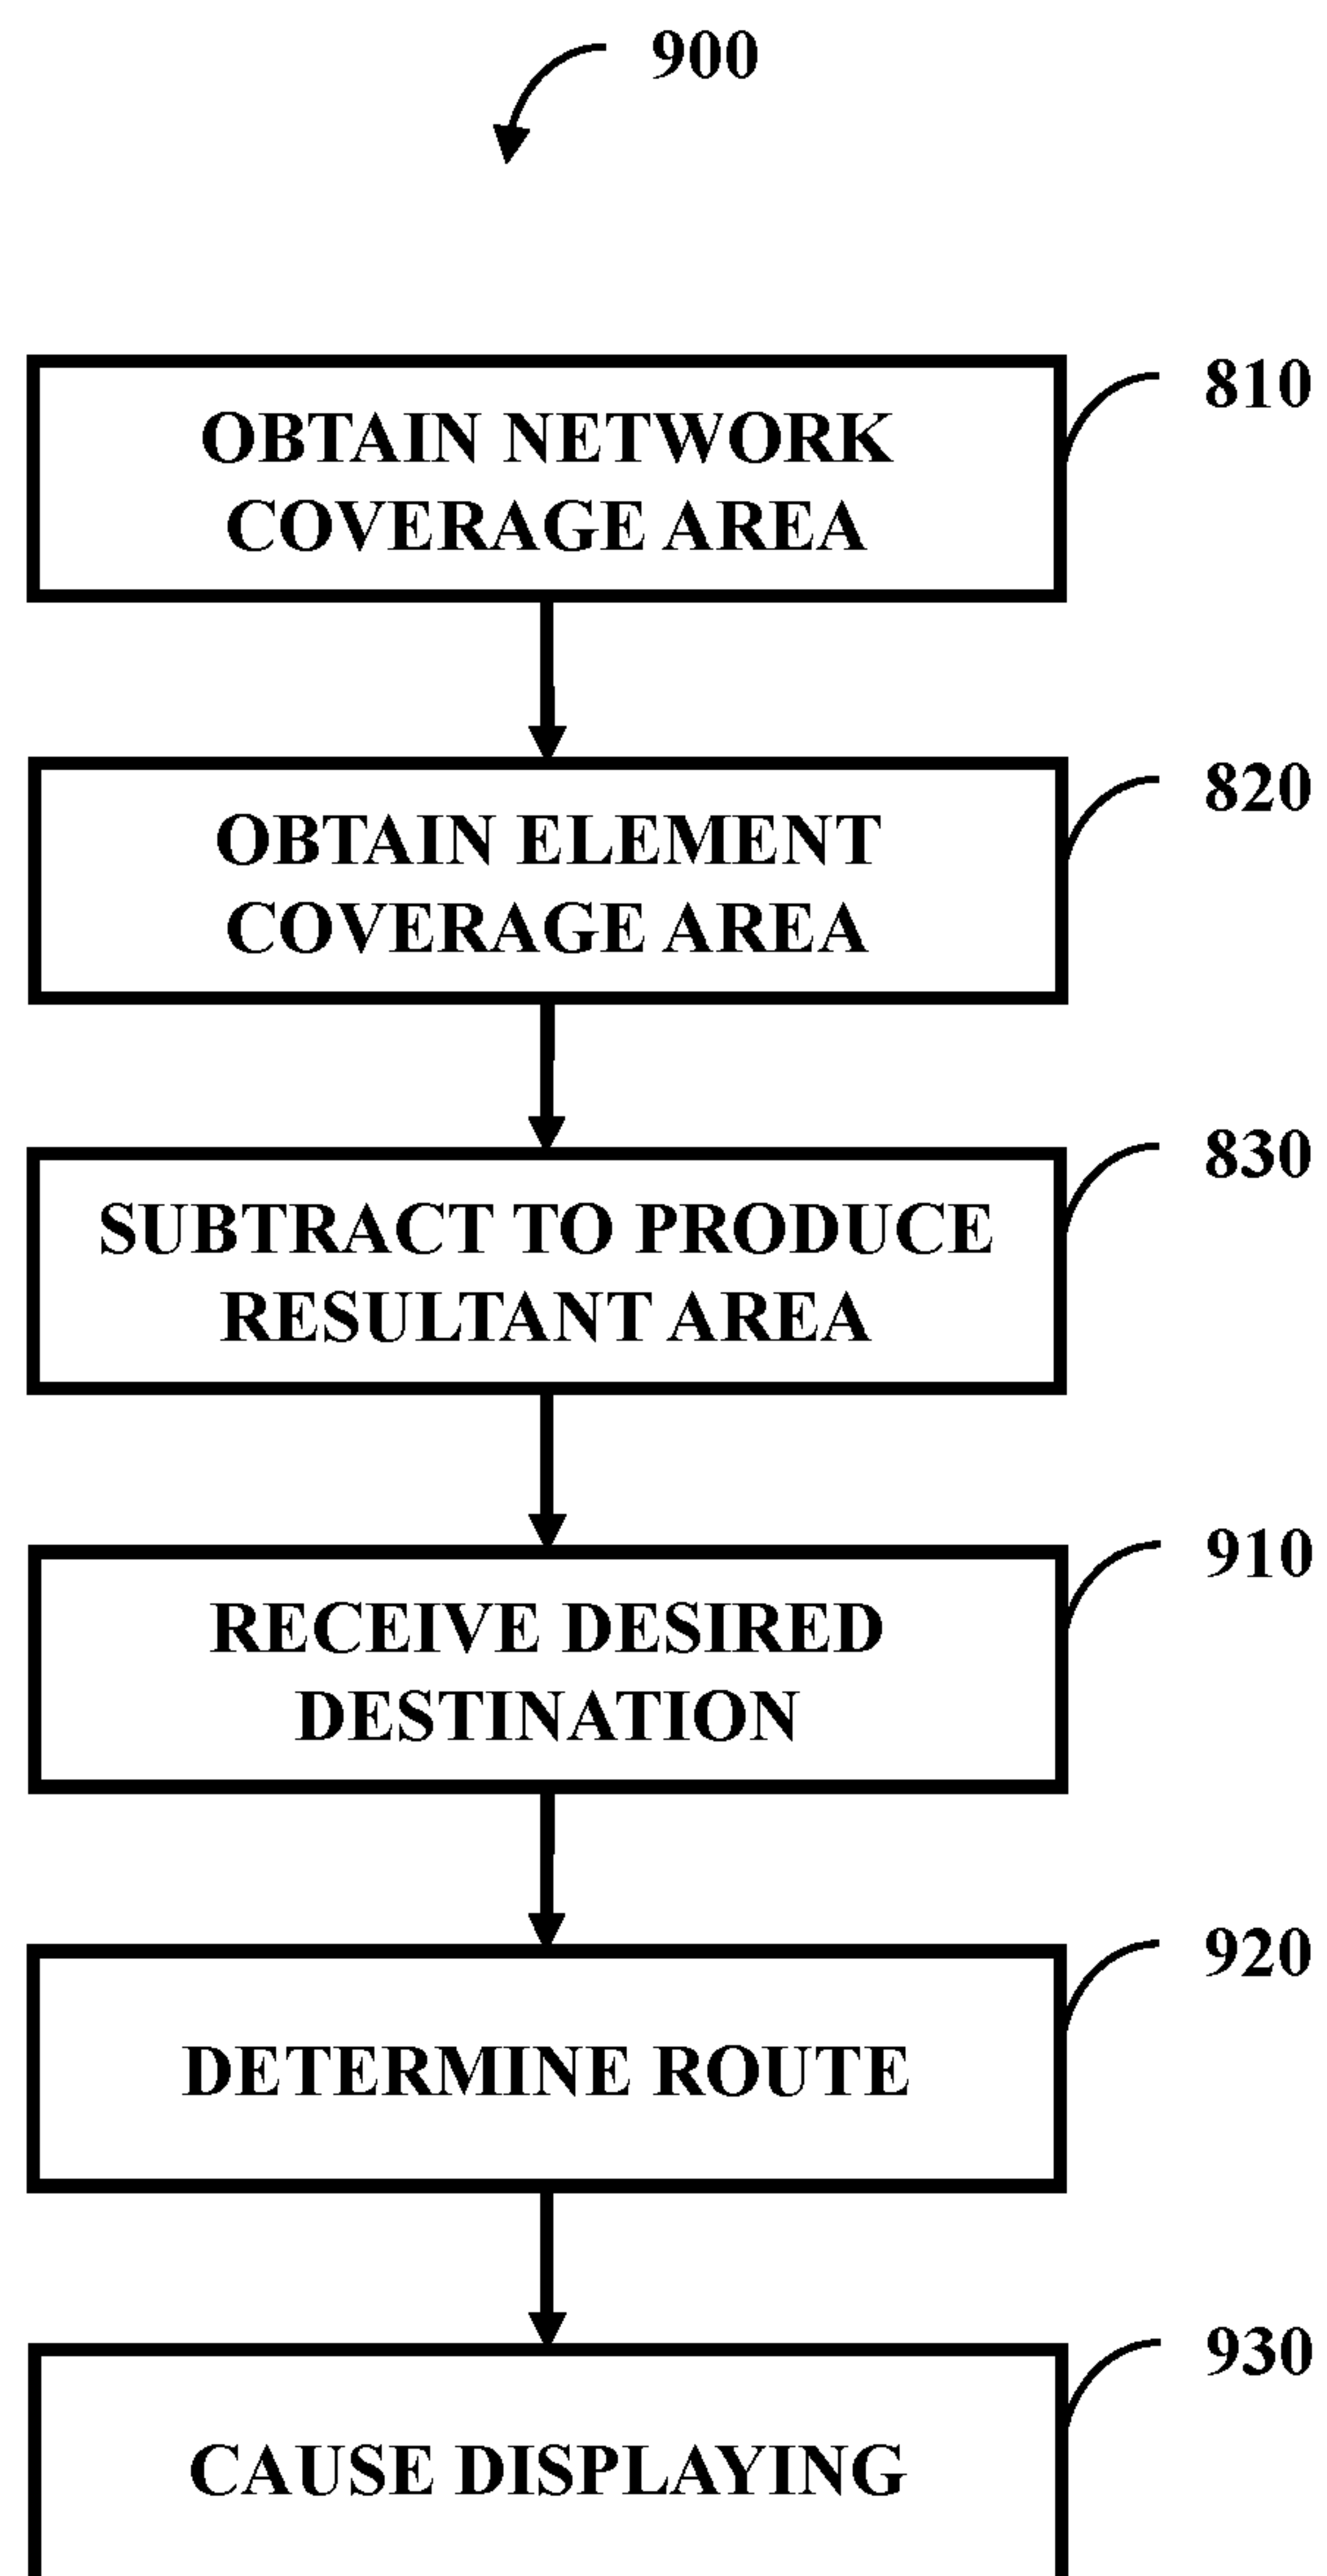 900
OBTAIN NETWORK
COVERAGE AREA
810
OBTAIN ELEMENT
COVERAGE AREA
820
SUBTRACT TO PRODUCE
RESULTANT AREA
830
RECEIVE DESIRED
DESTINATION
910
DETERMINE ROUTE
920
CAUSE DISPLAYING
930